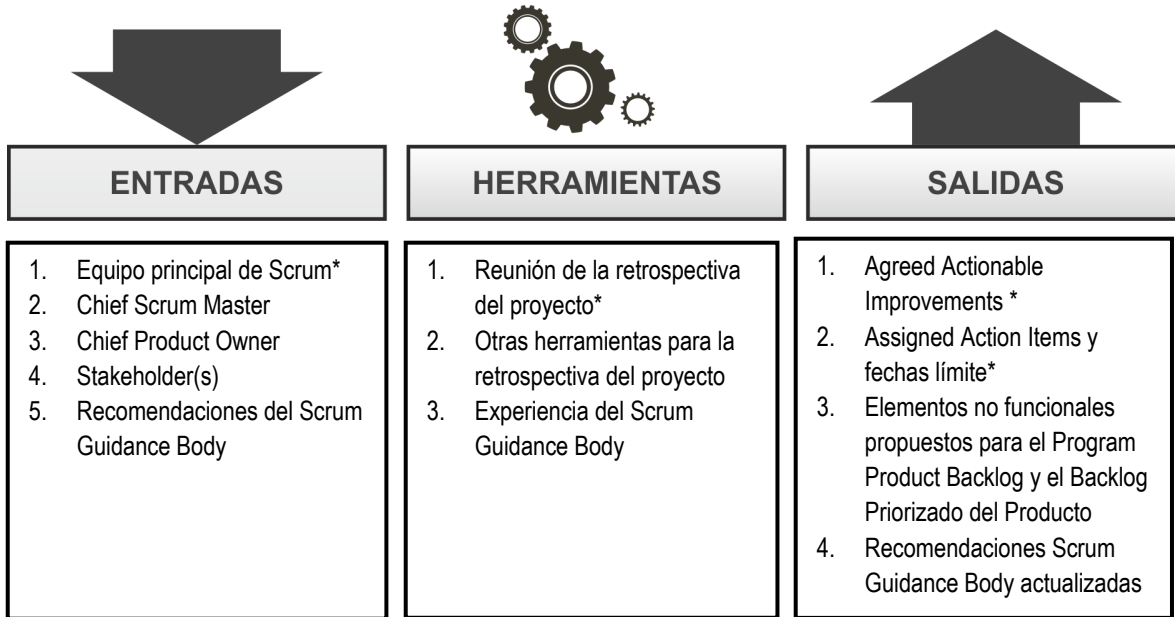 ENTRADAS
1. Equipo principal de Scrum*
2. Chief Scrum Master
3. Chief Product Owner
4. Stakeholder(s)
5. Recomendaciones del Scrum
Guidance Body
HERRAMIENTAS
1. Reunión de la retrospectiva
del proyecto*
2. Otras herramientas para la
retrospectiva del proyecto
3. Experiencia del Scrum
Guidance Body
SALIDAS
1. Agreed Actionable
Improvements *
2. Assigned Action Items y
fechas límite*
3. Elementos no funcionales
propuestos para el Program
Product Backlog y el Backlog
Priorizado del Producto
4. Recomendaciones Scrum
Guidance Body actualizadas